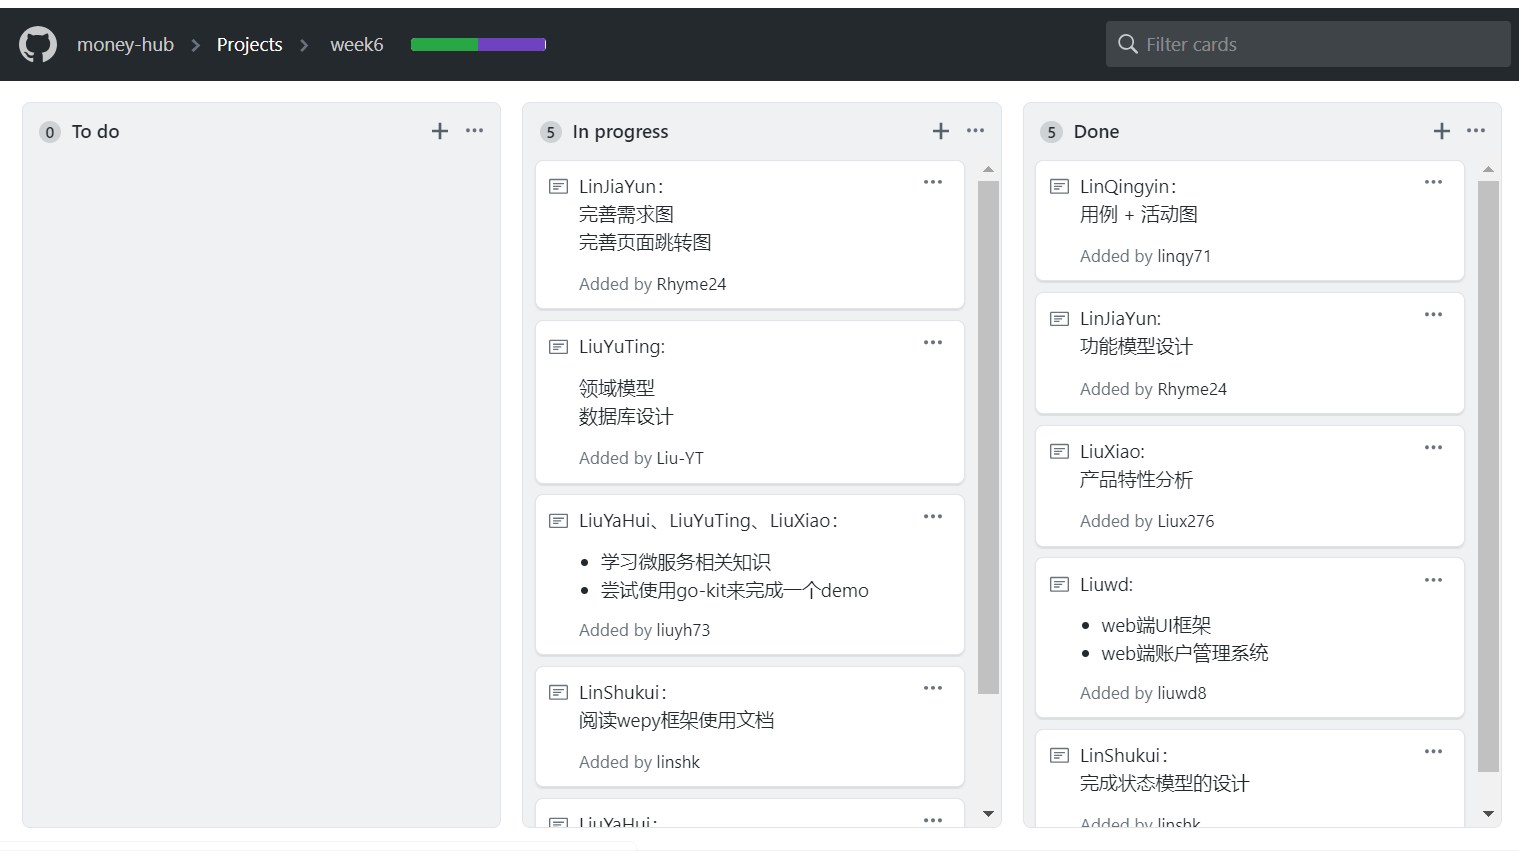 money-hub
Projects
week6
Filter cards
0 To do
5 In progress
LinJiaYun：
完善需求图
完善页面跳转图
Added by Rhyme24
LiuYuTing:
领域模型
数据库设计
Added by Liu-YT
LiuYaHui、LiuYuTing、LiuXiao：
学习微服务相关知识
尝试使用go-kit来完成一个demo
Added by liuyh73
LinShukui：
阅读wepy框架使用文档
Added by linshk
LiuYaHui：
5 Done
LinQingyin：
用例 + 活动图
Added by linqy71
LinJiaYun:
功能模型设计
Added by Rhyme24
LiuXiao:
产品特性分析
Added by Liux276
Liuwd:
web端UI框架
web端账户管理系统
Added by liuwd8
LinShukui：
完成状态模型的设计
Added by linshk